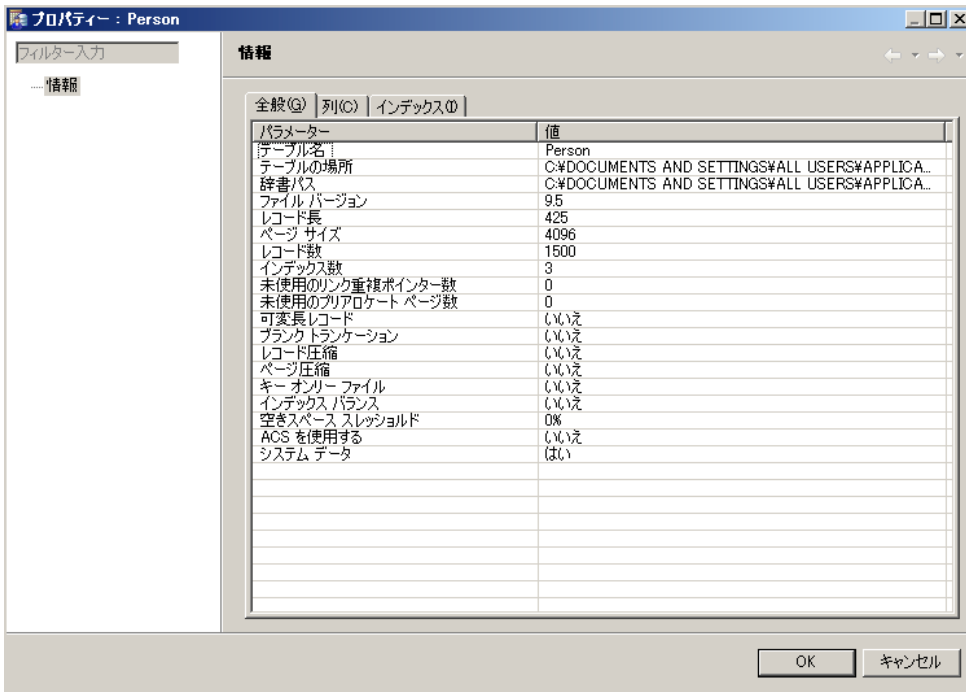 プロパティー : Person
フィルター入力
情報
情報
全般(G) 列(C) インデックス(I)
パラメーター 値
テーブル名 Person
テーブルの場所 C:¥DOCUMENTS AND SETTINGS¥ALL USERS¥APPLICA...
辞書パス C:¥DOCUMENTS AND SETTINGS¥ALL USERS¥APPLICA...
ファイル バージョン 9.5
レコード長 425
ページ サイズ 4096
レコード数 1500
インデックス数 3
未使用のリンク重複ポインター数 0
未使用のプリアロケート ページ数 0
可変長レコード いいえ
ブランク トランケーション いいえ
レコード圧縮 いいえ
ページ圧縮 いいえ
キー オンリー ファイル いいえ
インデックス バランス いいえ
空きスペース スレッショルド 0%
ACS を使用する いいえ
システム データ はい
OK キャンセル